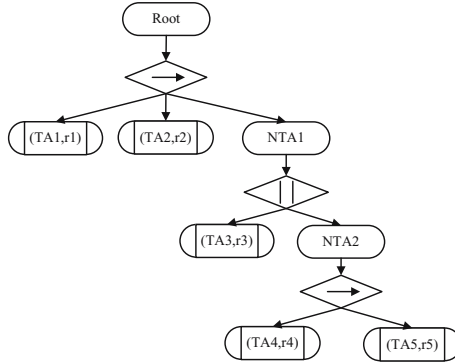 Root
(TA1,r1)
(TA2,r2)
NTA1
(TA3,r3)
NTA2
(TA4,r4)
(TA5,r5)